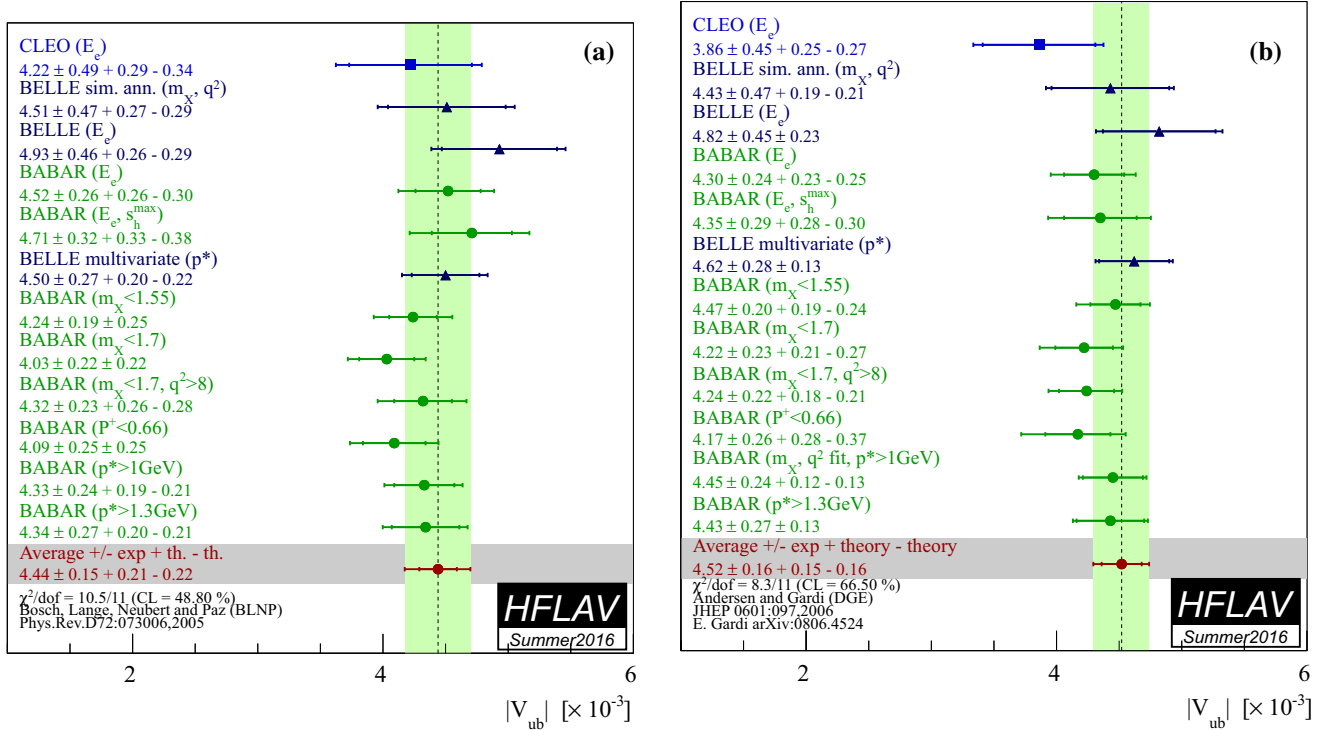 (a)
CLEO (E_e)
4.22 ± 0.49 + 0.29 - 0.34
BELLE sim. ann. (m_X, q²)
4.51 ± 0.47 + 0.27 - 0.29
BELLE (E_e)
4.93 ± 0.46 + 0.26 - 0.29
BABAR (E_e)
4.52 ± 0.26 + 0.26 - 0.30
BABAR (E_e, s_h^max)
4.71 ± 0.32 + 0.33 - 0.38
BELLE multivariate (p*)
4.50 ± 0.27 + 0.20 - 0.22
BABAR (m_X<1.55)
4.24 ± 0.19 ± 0.25
BABAR (m_X<1.7)
4.03 ± 0.22 ± 0.22
BABAR (m_X<1.7, q²>8)
4.32 ± 0.23 + 0.26 - 0.28
BABAR (P⁺<0.66)
4.09 ± 0.25 ± 0.25
BABAR (p*>1GeV)
4.33 ± 0.24 + 0.19 - 0.21
BABAR (p*>1.3GeV)
4.34 ± 0.27 + 0.20 - 0.21
Average +/- exp + th. - th.
4.44 ± 0.15 + 0.21 - 0.22
χ²/dof = 10.5/11 (CL = 48.80 %)
Bosch, Lange, Neubert and Paz (BLNP)
Phys.Rev.D72:073006,2005
HFLAV
Summer2016
2 4 6
|V_ub| [× 10⁻³]
(b)
CLEO (E_e)
3.86 ± 0.45 + 0.25 - 0.27
BELLE sim. ann. (m_X, q²)
4.43 ± 0.47 + 0.19 - 0.21
BELLE (E_e)
4.82 ± 0.45 ± 0.23
BABAR (E_e)
4.30 ± 0.24 + 0.23 - 0.25
BABAR (E_e, s_h^max)
4.35 ± 0.29 + 0.28 - 0.30
BELLE multivariate (p*)
4.62 ± 0.28 ± 0.13
BABAR (m_X<1.55)
4.47 ± 0.20 + 0.19 - 0.24
BABAR (m_X<1.7)
4.22 ± 0.23 + 0.21 - 0.27
BABAR (m_X<1.7, q²>8)
4.24 ± 0.22 + 0.18 - 0.21
BABAR (P⁺<0.66)
4.17 ± 0.26 + 0.28 - 0.37
BABAR (m_X, q² fit, p*>1GeV)
4.45 ± 0.24 + 0.12 - 0.13
BABAR (p*>1.3GeV)
4.43 ± 0.27 ± 0.13
Average +/- exp + theory - theory
4.52 ± 0.16 + 0.15 - 0.16
χ²/dof = 8.3/11 (CL = 66.50 %)
Andersen and Gardi (DGE)
JHEP 0601:097,2006
E. Gardi arXiv:0806.4524
HFLAV
Summer2016
2 4 6
|V_ub| [× 10⁻³]